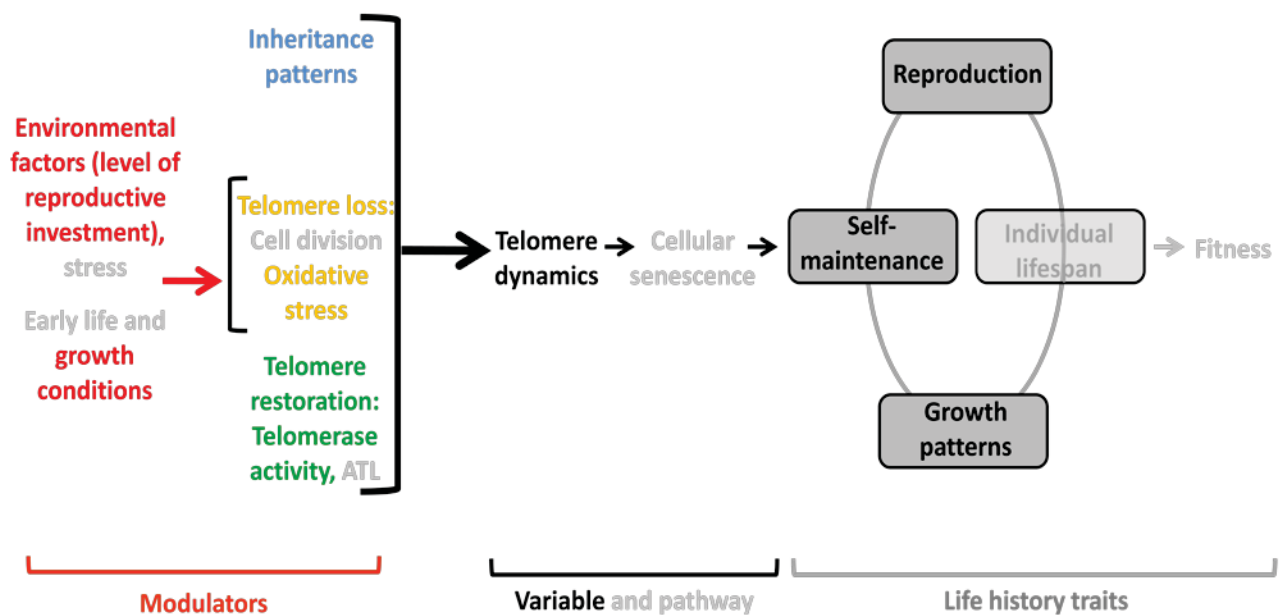 Inheritance
patterns
Environmental
factors (level of
reproductive
investment),
stress
Early life and
growth
conditions
Telomere loss:
Cell division
Oxidative
stress
Telomere
restoration:
Telomerase
activity, ATL
Telomere
dynamics
Cellular
senescence
Reproduction
Self-
maintenance
Individual
lifespan
Fitness
Growth
patterns
Modulators
Variable and pathway
Life history traits